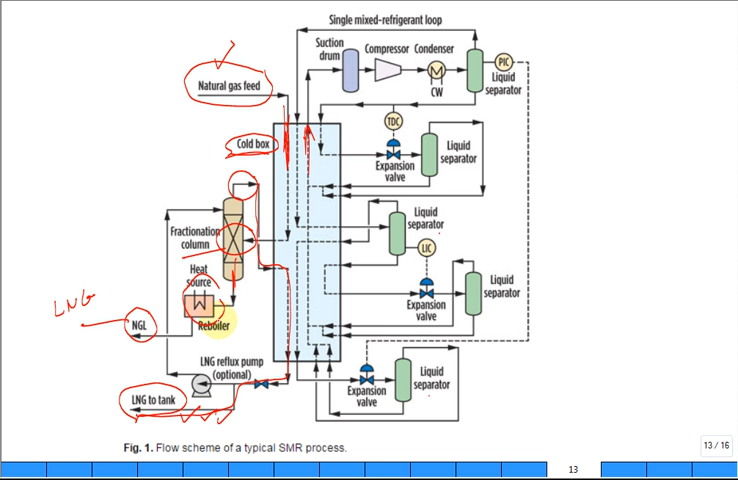 Single mixed-refrigerant loop
Suction
drum
Compressor
Condenser
PIC
Liquid
separator
CW
Natural gas feed
TDC
Cold box
Liquid
separator
Expansion
valve
Fractionation
column
Liquid
separator
LIC
Heat
source
LNG
Liquid
separator
Expansion
valve
NGL
Reboiler
LNG reflux pump
(optional)
Liquid
separator
Expansion
valve
LNG to tank
Fig. 1. Flow scheme of a typical SMR process.
13 / 16
13